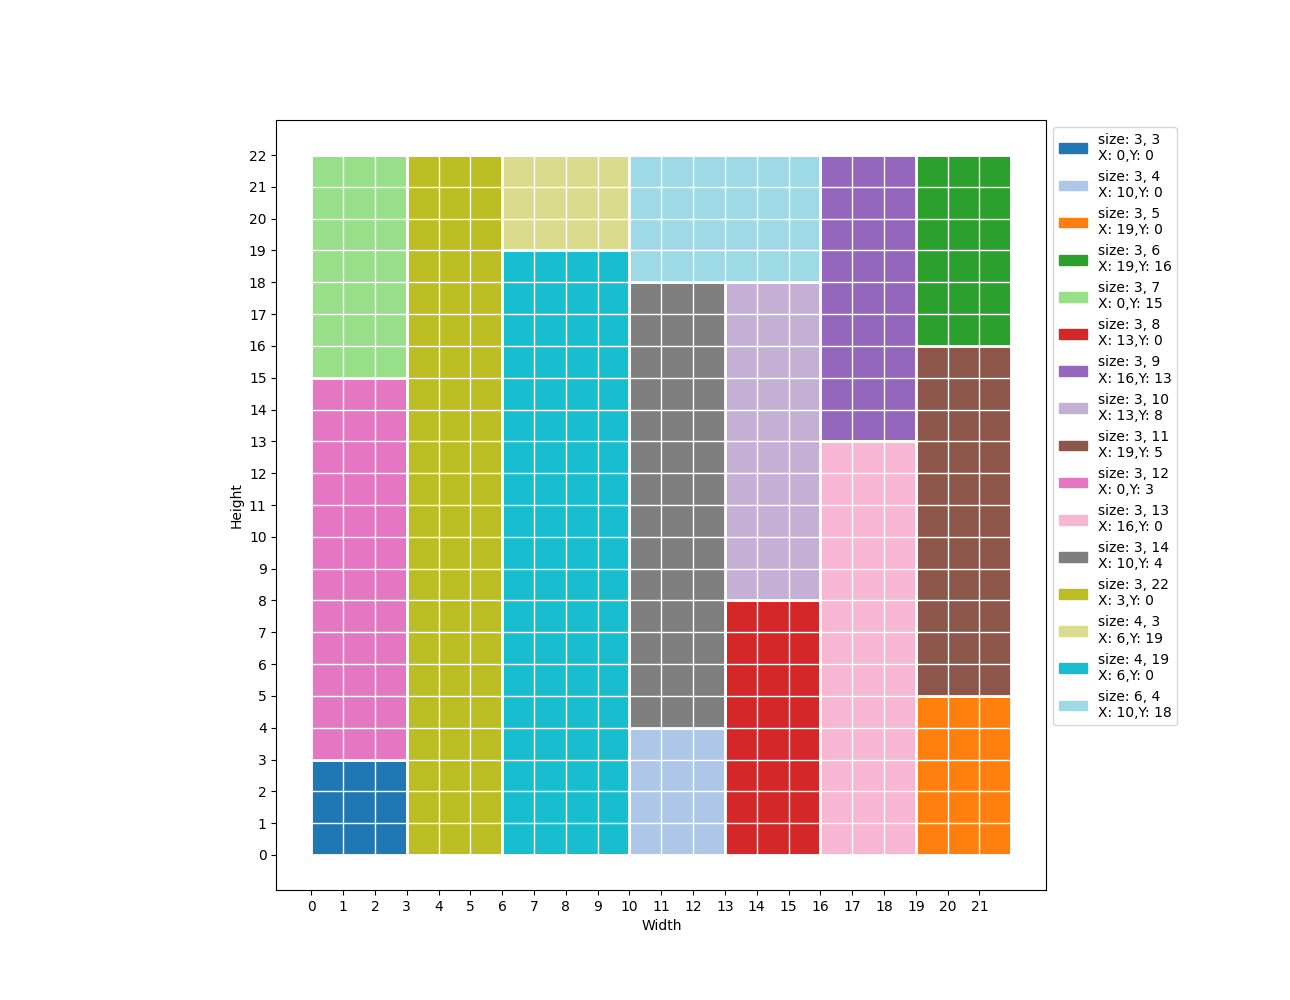 22
21
20
19
18
17
16
15
14
13
12
11
10
9
8
7
6
5
4
3
2
1
0
Height
0 1 2 3 4 5 6 7 8 9 10 11 12 13 14 15 16 17 18 19 20 21
Width
size: 3, 3
X: 0,Y: 0
size: 3, 4
X: 10,Y: 0
size: 3, 5
X: 19,Y: 0
size: 3, 6
X: 19,Y: 16
size: 3, 7
X: 0,Y: 15
size: 3, 8
X: 13,Y: 0
size: 3, 9
X: 16,Y: 13
size: 3, 10
X: 13,Y: 8
size: 3, 11
X: 19,Y: 5
size: 3, 12
X: 0,Y: 3
size: 3, 13
X: 16,Y: 0
size: 3, 14
X: 10,Y: 4
size: 3, 22
X: 3,Y: 0
size: 4, 3
X: 6,Y: 19
size: 4, 19
X: 6,Y: 0
size: 6, 4
X: 10,Y: 18